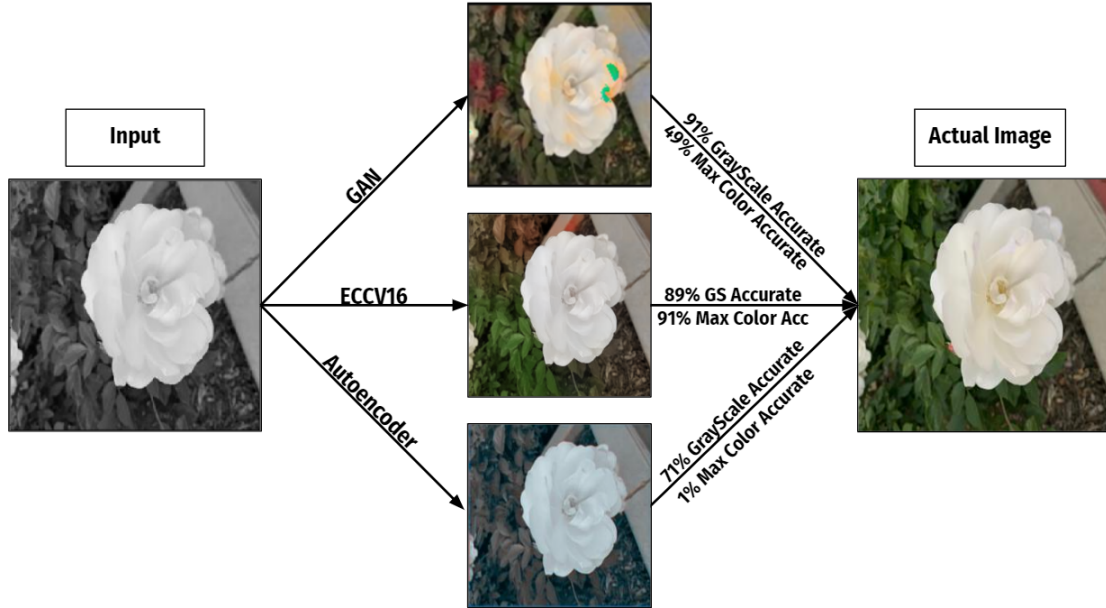 Input
GAN
ECCV16
Autoencoder
91% GrayScale Accurate
49% Max Color Accurate
89% GS Accurate
91% Max Color Acc
71% GrayScale Accurate
1% Max Color Accurate
Actual Image